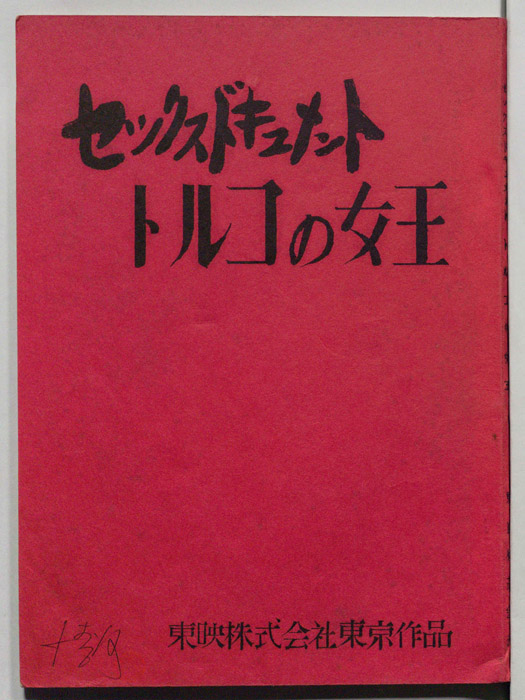 セックスドキュメント
トルコの女王
東映株式会社東京作品